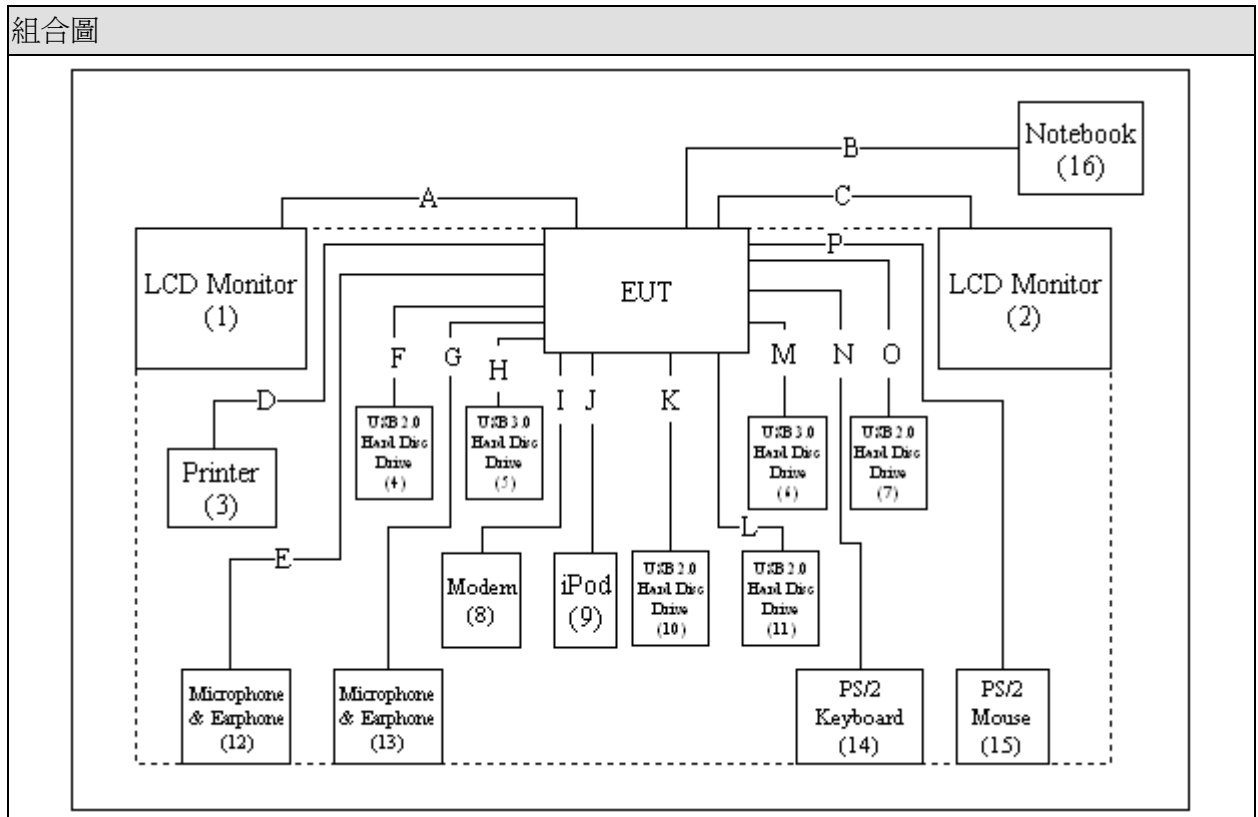 組合圖
Notebook
(16)
B
A
C
P
LCD Monitor
(1)
EUT
LCD Monitor
(2)
F
G
H
M
N
O
D
I
J
K
USB 2.0
Hard Disc
Drive
(4)
USB 3.0
Hard Disc
Drive
(5)
USB 3.0
Hard Disc
Drive
(6)
USB 2.0
Hard Disc
Drive
(7)
Printer
(3)
E
L
Modem
(8)
iPod
(9)
USB 2.0
Hard Disc
Drive
(10)
USB 2.0
Hard Disc
Drive
(11)
Microphone
& Earphone
(12)
Microphone
& Earphone
(13)
PS/2
Keyboard
(14)
PS/2
Mouse
(15)